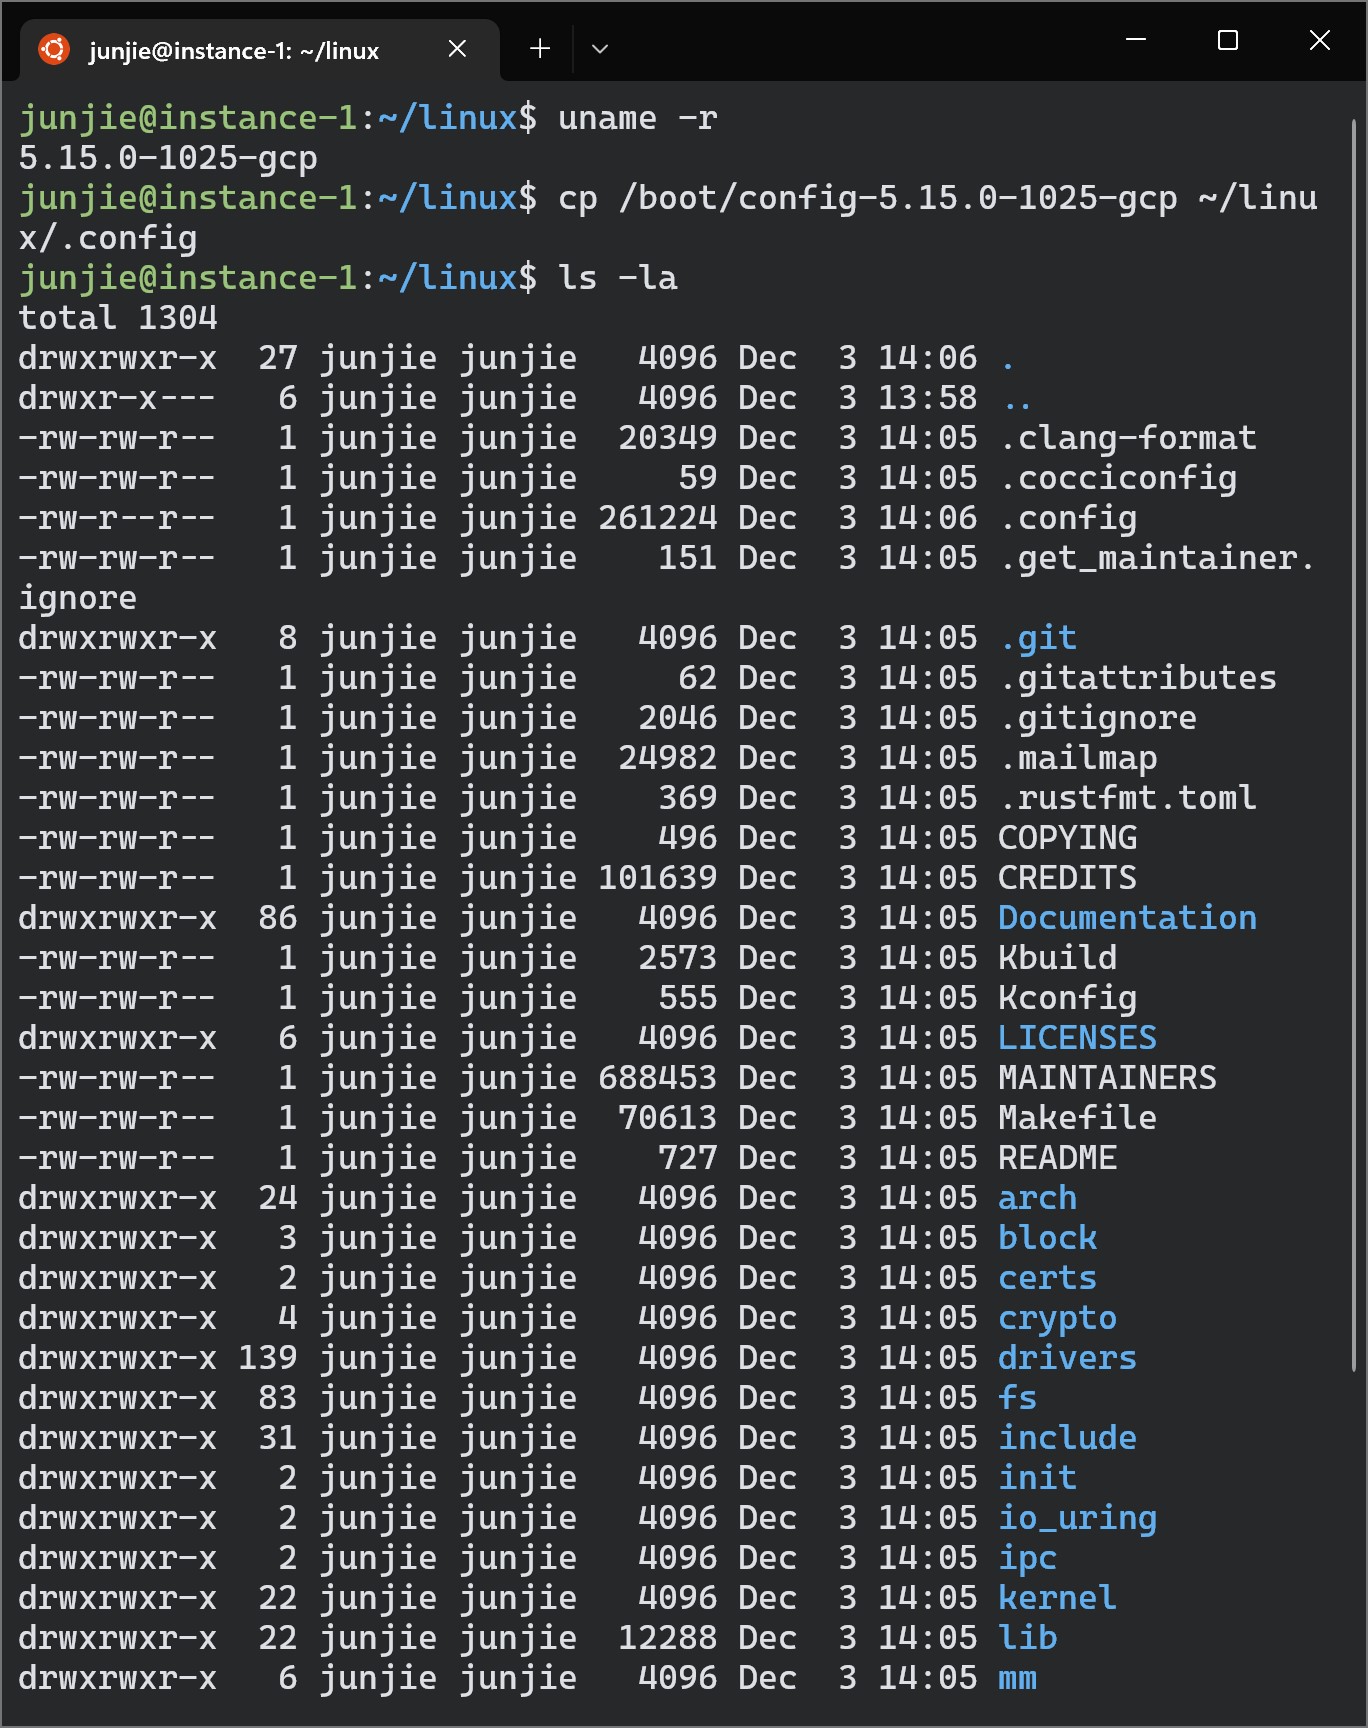 junjie@instance-1: ~/linux
junjie@instance-1:~/linux$ uname -r
5.15.0-1025-gcp
junjie@instance-1:~/linux$ cp /boot/config-5.15.0-1025-gcp ~/linu
x/.config
junjie@instance-1:~/linux$ ls -la
total 1304
drwxrwxr-x  27 junjie junjie   4096 Dec  3 14:06 .
drwxr-x---   6 junjie junjie   4096 Dec  3 13:58 ..
-rw-rw-r--   1 junjie junjie  20349 Dec  3 14:05 .clang-format
-rw-rw-r--   1 junjie junjie     59 Dec  3 14:05 .cocciconfig
-rw-r--r--   1 junjie junjie 261224 Dec  3 14:06 .config
-rw-rw-r--   1 junjie junjie    151 Dec  3 14:05 .get_maintainer.
ignore
drwxrwxr-x   8 junjie junjie   4096 Dec  3 14:05 .git
-rw-rw-r--   1 junjie junjie     62 Dec  3 14:05 .gitattributes
-rw-rw-r--   1 junjie junjie   2046 Dec  3 14:05 .gitignore
-rw-rw-r--   1 junjie junjie  24982 Dec  3 14:05 .mailmap
-rw-rw-r--   1 junjie junjie    369 Dec  3 14:05 .rustfmt.toml
-rw-rw-r--   1 junjie junjie    496 Dec  3 14:05 COPYING
-rw-rw-r--   1 junjie junjie 101639 Dec  3 14:05 CREDITS
drwxrwxr-x  86 junjie junjie   4096 Dec  3 14:05 Documentation
-rw-rw-r--   1 junjie junjie   2573 Dec  3 14:05 Kbuild
-rw-rw-r--   1 junjie junjie    555 Dec  3 14:05 Kconfig
drwxrwxr-x   6 junjie junjie   4096 Dec  3 14:05 LICENSES
-rw-rw-r--   1 junjie junjie 688453 Dec  3 14:05 MAINTAINERS
-rw-rw-r--   1 junjie junjie  70613 Dec  3 14:05 Makefile
-rw-rw-r--   1 junjie junjie    727 Dec  3 14:05 README
drwxrwxr-x  24 junjie junjie   4096 Dec  3 14:05 arch
drwxrwxr-x   3 junjie junjie   4096 Dec  3 14:05 block
drwxrwxr-x   2 junjie junjie   4096 Dec  3 14:05 certs
drwxrwxr-x   4 junjie junjie   4096 Dec  3 14:05 crypto
drwxrwxr-x 139 junjie junjie   4096 Dec  3 14:05 drivers
drwxrwxr-x  83 junjie junjie   4096 Dec  3 14:05 fs
drwxrwxr-x  31 junjie junjie   4096 Dec  3 14:05 include
drwxrwxr-x   2 junjie junjie   4096 Dec  3 14:05 init
drwxrwxr-x   2 junjie junjie   4096 Dec  3 14:05 io_uring
drwxrwxr-x   2 junjie junjie   4096 Dec  3 14:05 ipc
drwxrwxr-x  22 junjie junjie   4096 Dec  3 14:05 kernel
drwxrwxr-x  22 junjie junjie  12288 Dec  3 14:05 lib
drwxrwxr-x   6 junjie junjie   4096 Dec  3 14:05 mm